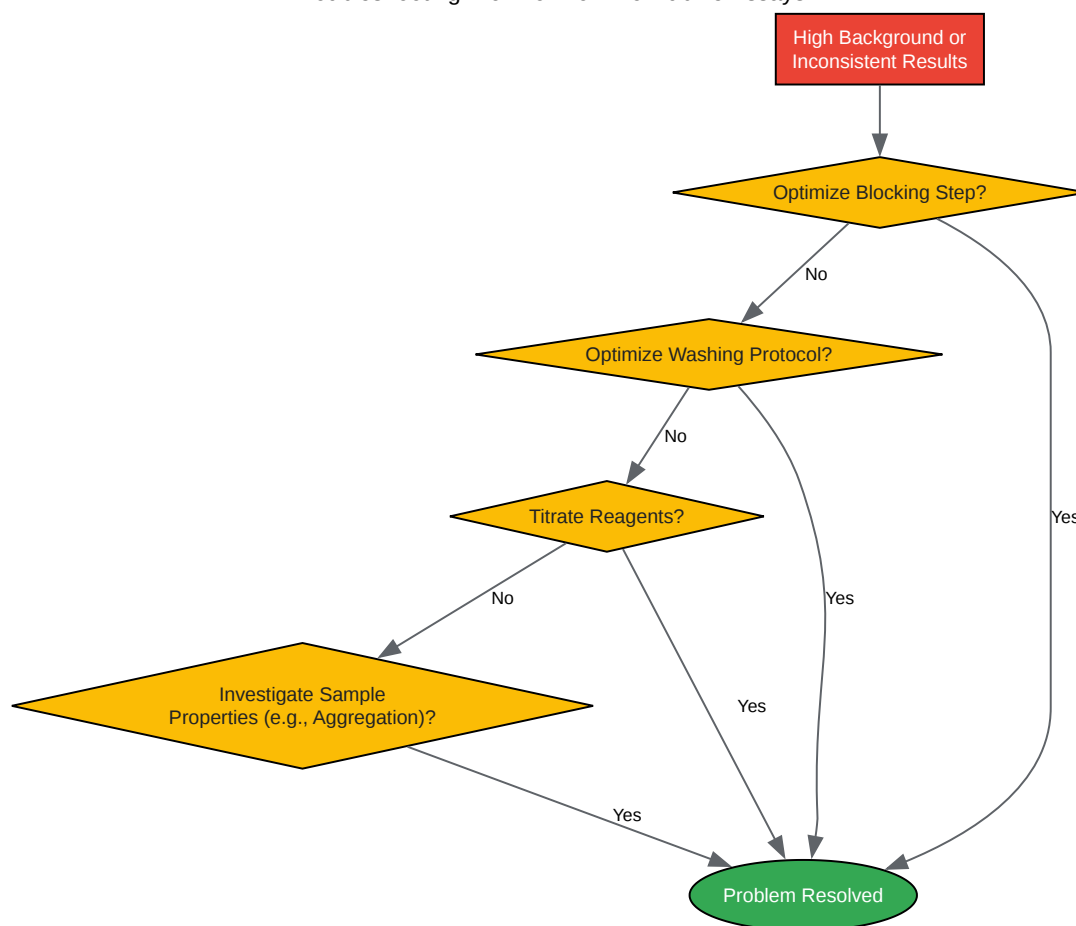 High Background or
Inconsistent Results
Optimize Blocking Step?
No
Optimize Washing Protocol?
No
Titrate Reagents?
Yes
No
Yes
Investigate Sample
Properties (e.g., Aggregation)?
Yes
Yes
Problem Resolved